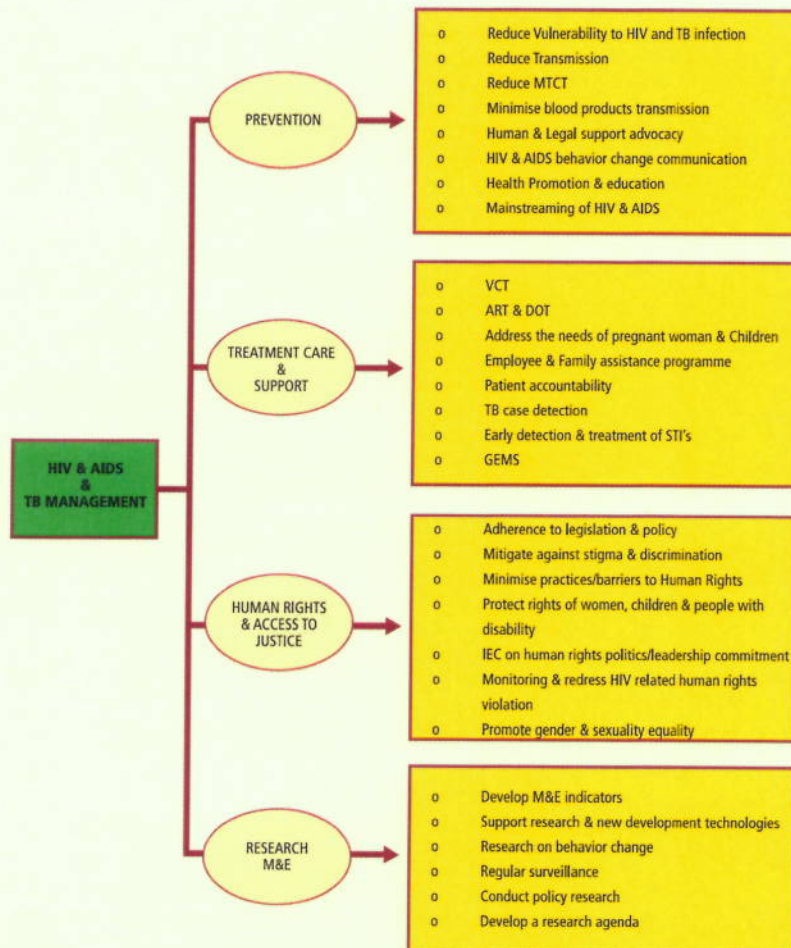 HIV & AIDS
&
TB MANAGEMENT
PREVENTION
o Reduce Vulnerability to HIV and TB infection
o Reduce Transmission
o Reduce MTCT
o Minimise blood products transmission
o Human & Legal support advocacy
o HIV & AIDS behavior change communication
o Health Promotion & education
o Mainstreaming of HIV & AIDS
TREATMENT CARE
&
SUPPORT
o VCT
o ART & DOT
o Address the needs of pregnant woman & Children
o Employee & Family assistance programme
o Patient accountability
o TB case detection
o Early detection & treatment of STI's
o GEMS
HUMAN RIGHTS
& ACCESS TO
JUSTICE
o Adherence to legislation & policy
o Mitigate against stigma & discrimination
o Minimise practices/barriers to Human Rights
o Protect rights of women, children & people with
disability
o IEC on human rights politics/leadership commitment
o Monitoring & redress HIV related human rights
violation
o Promote gender & sexuality equality
RESEARCH
M&E
o Develop M&E indicators
o Support research & new development technologies
o Research on behavior change
o Regular surveillance
o Conduct policy research
o Develop a research agenda